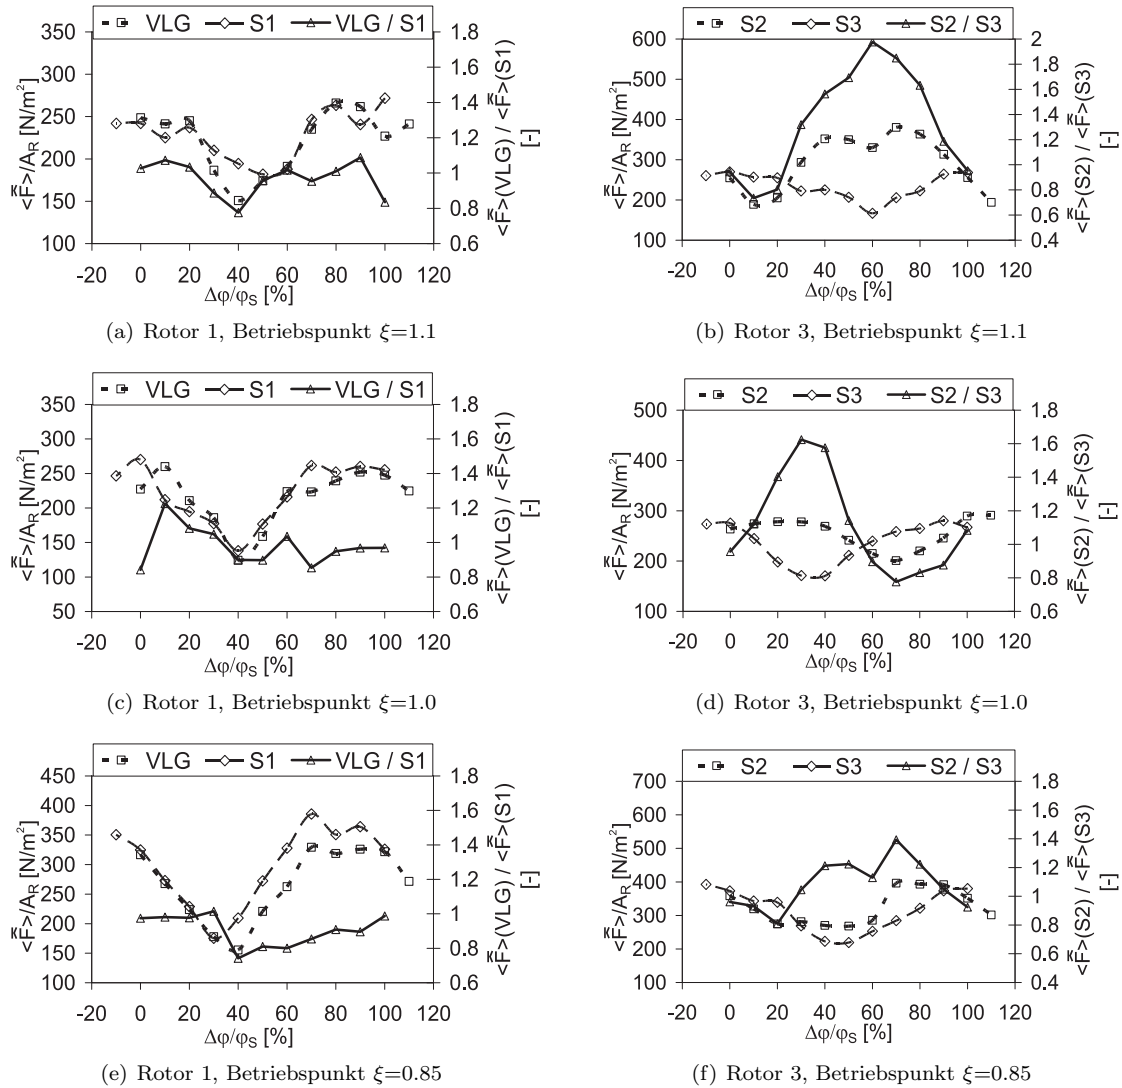 VLG S1 VLG / S1
350
300
250
200
150
100
1.8
1.6
1.4
1.2
1
0.8
0.6
-20 0 20 40 60 80 100 120
<F̋>/A_R [N/m²]
<F̋>(VLG) / <F̋>(S1)
[-]
Δφ/φ_S [%]
(a) Rotor 1, Betriebspunkt ξ=1.1
S2 S3 S2 / S3
600
500
400
300
200
100
2
1.8
1.6
1.4
1.2
1
0.8
0.6
0.4
-20 0 20 40 60 80 100 120
<F̋>/A_R [N/m²]
<F̋>(S2) / <F̋>(S3)
[-]
Δφ/φ_S [%]
(b) Rotor 3, Betriebspunkt ξ=1.1
VLG S1 VLG / S1
350
300
250
200
150
100
50
1.8
1.6
1.4
1.2
1
0.8
0.6
-20 0 20 40 60 80 100 120
<F̋>/A_R [N/m²]
<F̋>(VLG) / <F̋>(S1)
[-]
Δφ/φ_S [%]
(c) Rotor 1, Betriebspunkt ξ=1.0
S2 S3 S2 / S3
500
400
300
200
100
1.8
1.6
1.4
1.2
1
0.8
0.6
-20 0 20 40 60 80 100 120
<F̋>/A_R [N/m²]
<F̋>(S2) / <F̋>(S3)
[-]
Δφ/φ_S [%]
(d) Rotor 3, Betriebspunkt ξ=1.0
VLG S1 VLG / S1
450
400
350
300
250
200
150
100
1.8
1.6
1.4
1.2
1
0.8
0.6
-20 0 20 40 60 80 100 120
<F̋>/A_R [N/m²]
<F̋>(VLG) / <F̋>(S1)
[-]
Δφ/φ_S [%]
(e) Rotor 1, Betriebspunkt ξ=0.85
S2 S3 S2 / S3
700
600
500
400
300
200
100
1.8
1.6
1.4
1.2
1
0.8
0.6
0.4
-20 0 20 40 60 80 100 120
<F̋>/A_R [N/m²]
<F̋>(S2) / <F̋>(S3)
[-]
Δφ/φ_S [%]
(f) Rotor 3, Betriebspunkt ξ=0.85